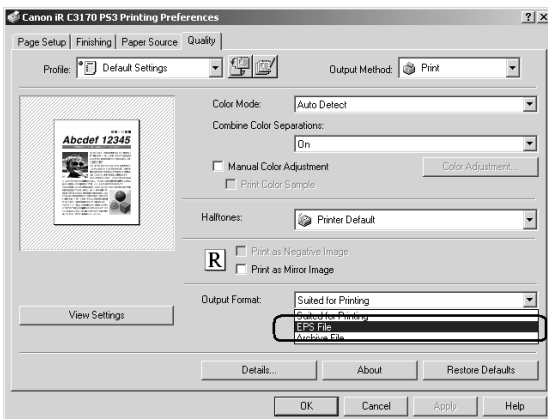 Canon iR C3170 PS3 Printing Preferences
Page Setup Finishing Paper Source Quality
Profile: Default Settings Output Method: Print
Color Mode: Auto Detect
Combine Color Separations:
On
Manual Color Adjustment Color Adjustment...
Print Color Sample
Abcdef 12345
Halftones: Printer Default
R Print as Negative Image
Print as Mirror Image
Output Format: Suited for Printing
View Settings
Suited for Printing
EPS File
Archive File
Details... About Restore Defaults
OK Cancel Apply Help